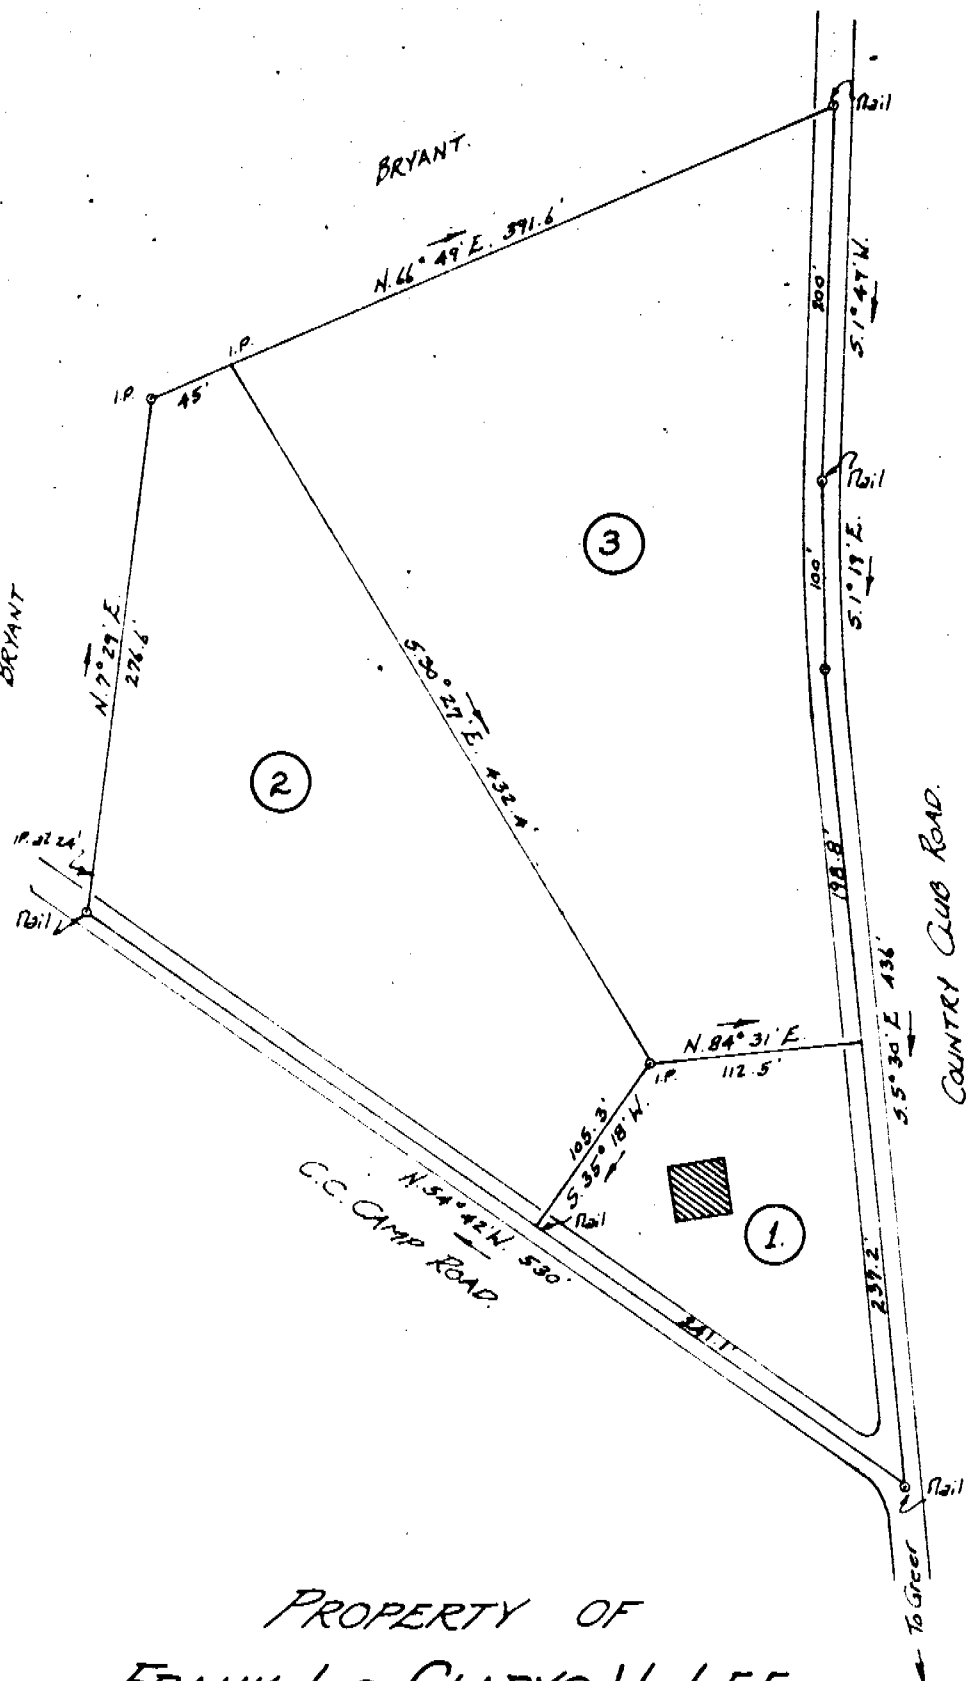 Nail
BRYANT.
N. 66° 49' E. 391.6'
200'
S. 1° 47' W.
I.P.
I.P.
45'
Nail
3
100'
S. 1° 19' E.
BRYANT
N. 7° 29' E.
276.6'
S. 30° 27' E. 432.4'
2
I.P. at 24'
Nail
198.8'
COUNTRY CLUB ROAD.
S. 5° 30' E 436'
N. 84° 31' E.
112.5'
I.P.
105.3'
S. 35° 18' W.
Nail
1.
C.C. CAMP ROAD.
N. 54° 42' W. 530'
239.2'
241.1'
Nail
To Greer
PROPERTY OF